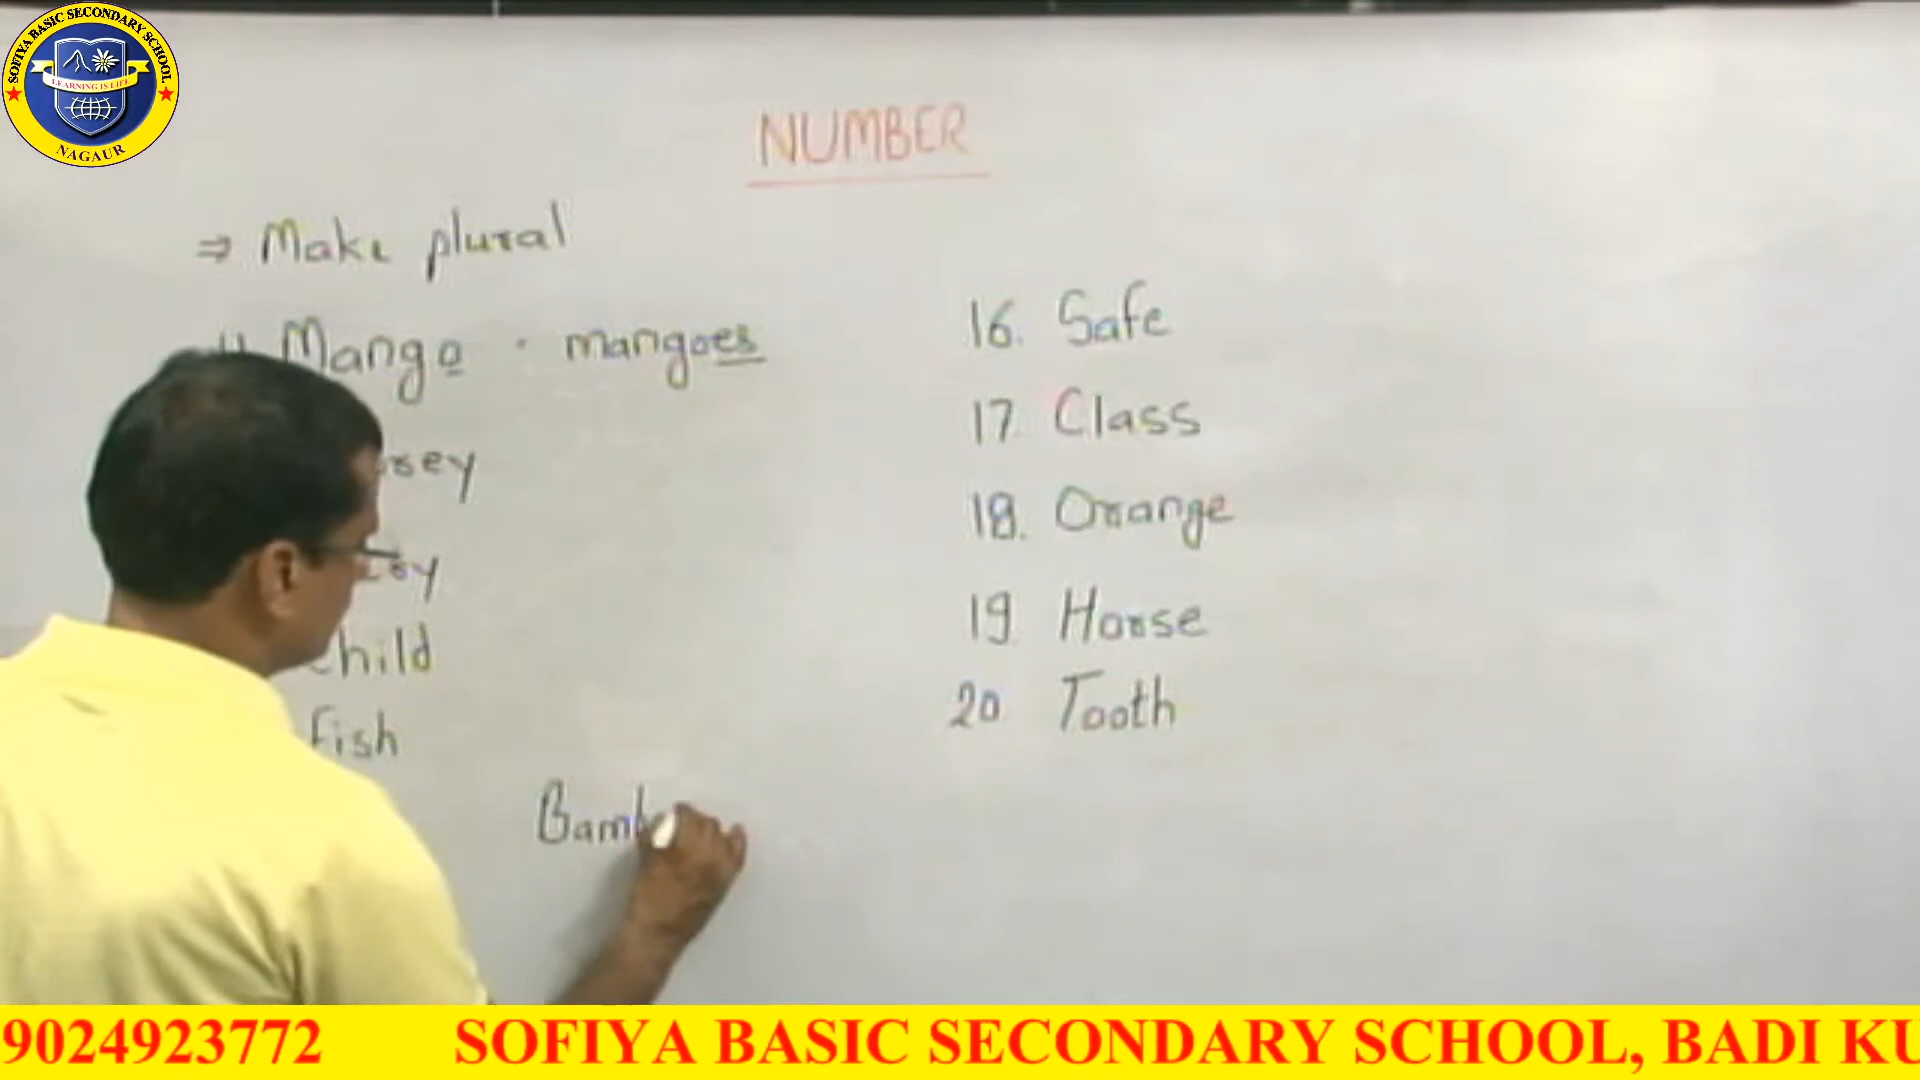 SOFIYA BASIC SECONDARY SCHOOL
LEARNING IS LIFE
NAGAUR
NUMBER
⇒ Make plural
Mango · mangoes
child
Fish
Bamb
16. Safe
17. Class
18. Orange
19 Horse
20 Tooth
9024923772 SOFIYA BASIC SECONDARY SCHOOL, BADI KU